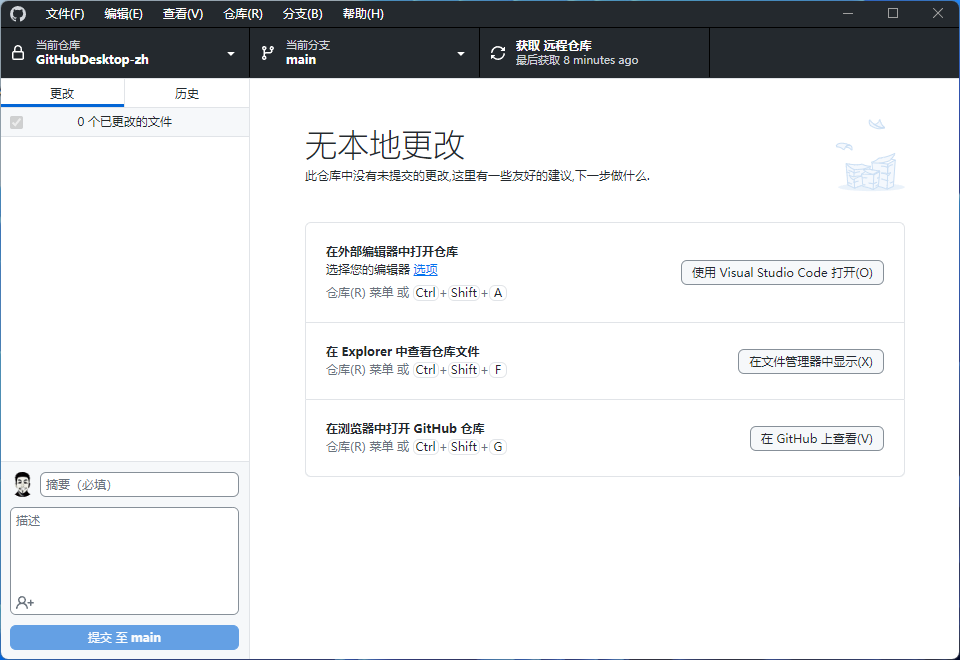 文件(F) 编辑(E) 查看(V) 仓库(R) 分支(B) 帮助(H)
当前仓库
GitHubDesktop-zh
当前分支
main
获取 远程仓库
最后获取 8 minutes ago
更改 历史
0 个已更改的文件
无本地更改
此仓库中没有未提交的更改,这里有一些友好的建议,下一步做什么.
在外部编辑器中打开仓库
选择您的编辑器 选项
仓库(R) 菜单 或 Ctrl + Shift + A
使用 Visual Studio Code 打开(O)
在 Explorer 中查看仓库文件
仓库(R) 菜单 或 Ctrl + Shift + F
在文件管理器中显示(X)
在浏览器中打开 GitHub 仓库
仓库(R) 菜单 或 Ctrl + Shift + G
在 GitHub 上查看(V)
摘要（必填）
描述
提交 至 main